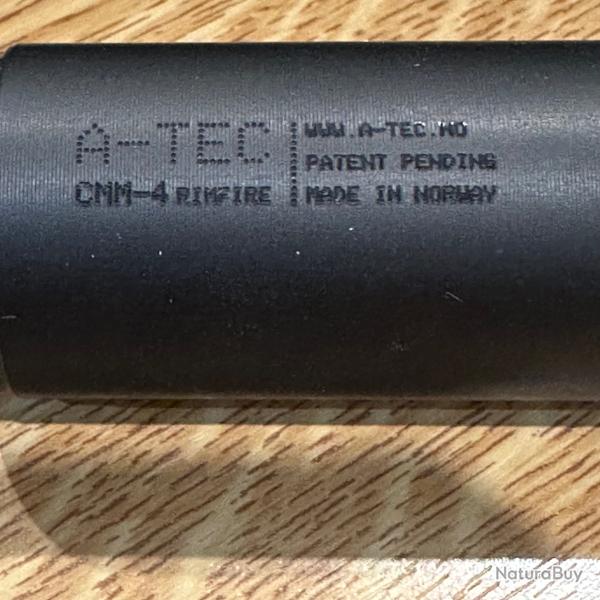 A-TEC
CMM-4 RIMFIRE
WWW.A-TEC.NO
PATENT PENDING
MADE IN NORWAY
NaturaBuy